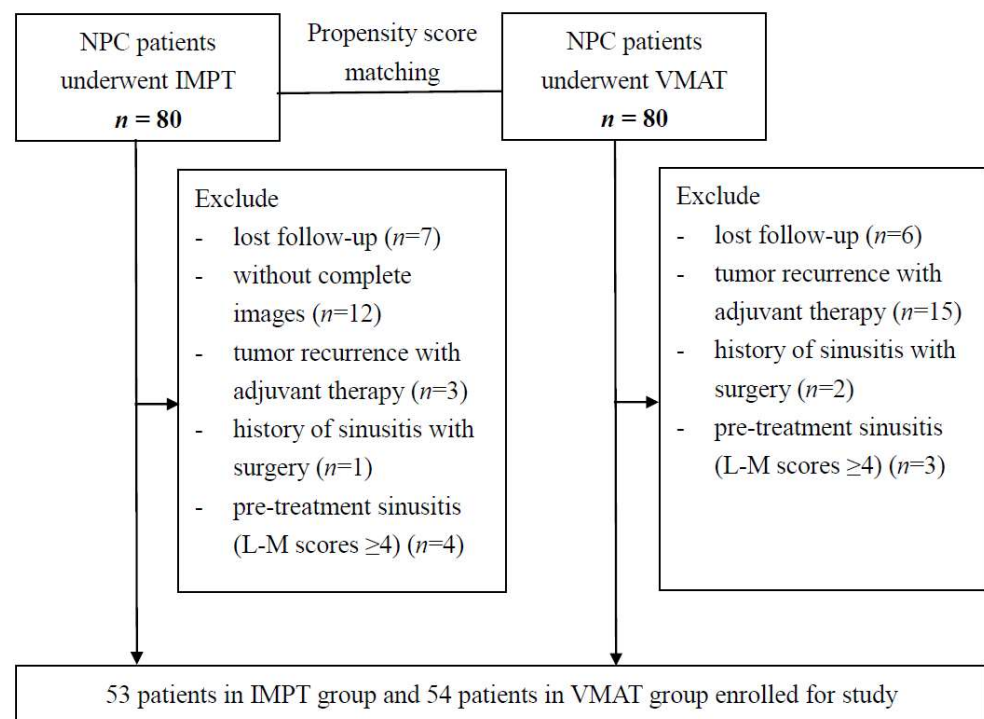 NPC patients
underwent IMPT
n = 80
Propensity score
matching
NPC patients
underwent VMAT
n = 80
Exclude
- lost follow-up (n=7)
- without complete
images (n=12)
- tumor recurrence with
adjuvant therapy (n=3)
- history of sinusitis with
surgery (n=1)
- pre-treatment sinusitis
(L-M scores ≥4) (n=4)
Exclude
- lost follow-up (n=6)
- tumor recurrence with
adjuvant therapy (n=15)
- history of sinusitis with
surgery (n=2)
- pre-treatment sinusitis
(L-M scores ≥4) (n=3)
53 patients in IMPT group and 54 patients in VMAT group enrolled for study